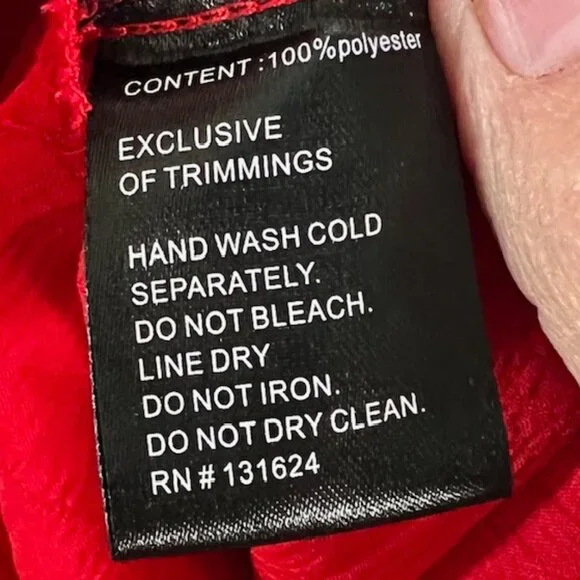 CONTENT :100%polyester
EXCLUSIVE
OF TRIMMINGS
HAND WASH COLD
SEPARATELY.
DO NOT BLEACH.
LINE DRY
DO NOT IRON.
DO NOT DRY CLEAN.
RN # 131624